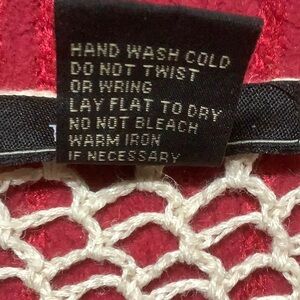 HAND WASH COLD
DO NOT TWIST
OR WRING
LAY FLAT TO DRY
NO NOT BLEACH
WARM IRON
IF NECESSARY